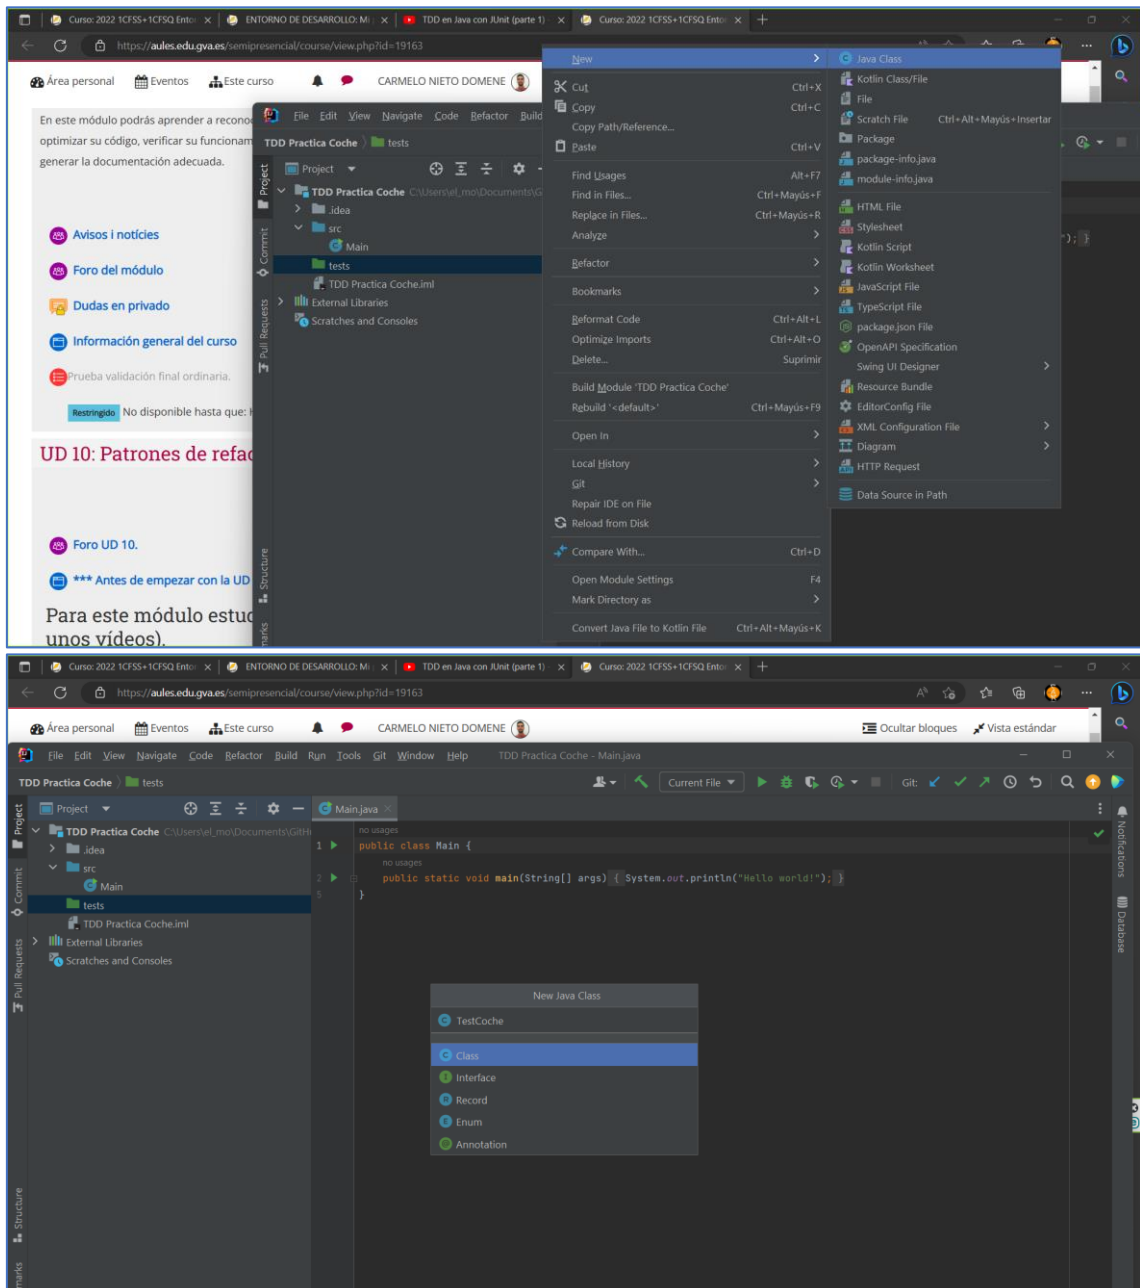 Curso: 2022 1CFSS+1CFSQ Ento
ENTORNO DE DESARROLLO: Mi
TDD en Java con JUnit (parte 1)
Curso: 2022 1CFSS+1CFSQ Ento
https://aules.edu.gva.es/semipresencial/course/view.php?id=19163
Área personal
Eventos
Este curso
CARMELO NIETO DOMENE
En este módulo podrás aprender a recono
optimizar su código, verificar su funcionam
generar la documentación adecuada.
Avisos i notícies
Foro del módulo
Dudas en privado
Información general del curso
Prueba validación final ordinaria.
Restringido No disponible hasta que: H
UD 10: Patrones de refac
Foro UD 10.
*** Antes de empezar con la UD
Para este módulo estud
unos vídeos).
File Edit View Navigate Code Refactor Build
TDD Practica Coche tests
Project
Project
TDD Practica Coche C:\Users\el_mo\Documents\G
.idea
src
Main
tests
TDD Practica Coche.iml
External Libraries
Scratches and Consoles
Commit
Pull Requests
Structure
marks
"); }
New
Cut Ctrl+X
Copy Ctrl+C
Copy Path/Reference...
Paste Ctrl+V
Find Usages Alt+F7
Find in Files... Ctrl+Mayús+F
Replace in Files... Ctrl+Mayús+R
Analyze
Refactor
Bookmarks
Reformat Code Ctrl+Alt+L
Optimize Imports Ctrl+Alt+O
Delete... Suprimir
Build Module 'TDD Practica Coche'
Rebuild '<default>' Ctrl+Mayús+F9
Open In
Local History
Git
Repair IDE on File
Reload from Disk
Compare With... Ctrl+D
Open Module Settings F4
Mark Directory as
Convert Java File to Kotlin File Ctrl+Alt+Mayús+K
Java Class
Kotlin Class/File
File
Scratch File Ctrl+Alt+Mayús+Insertar
Package
package-info.java
module-info.java
HTML File
Stylesheet
Kotlin Script
Kotlin Worksheet
JavaScript File
TypeScript File
package.json File
OpenAPI Specification
Swing UI Designer
Resource Bundle
EditorConfig File
XML Configuration File
Diagram
HTTP Request
Data Source in Path
Curso: 2022 1CFSS+1CFSQ Ento
ENTORNO DE DESARROLLO: Mi
TDD en Java con JUnit (parte 1)
Curso: 2022 1CFSS+1CFSQ Ento
https://aules.edu.gva.es/semipresencial/course/view.php?id=19163
Área personal
Eventos
Este curso
CARMELO NIETO DOMENE
Ocultar bloques
Vista estándar
File Edit View Navigate Code Refactor Build Run Tools Git Window Help TDD Practica Coche - Main.java
TDD Practica Coche tests
Current File
Git:
Project
Project
Main.java
TDD Practica Coche C:\Users\el_mo\Documents\GitH
.idea
src
Main
tests
TDD Practica Coche.iml
External Libraries
Scratches and Consoles
Commit
Pull Requests
Structure
marks
no usages
1 public class Main {
no usages
2 public static void main(String[] args) { System.out.println("Hello world!"); }
5 }
Notifications
Database
New Java Class
TestCoche
Class
Interface
Record
Enum
Annotation